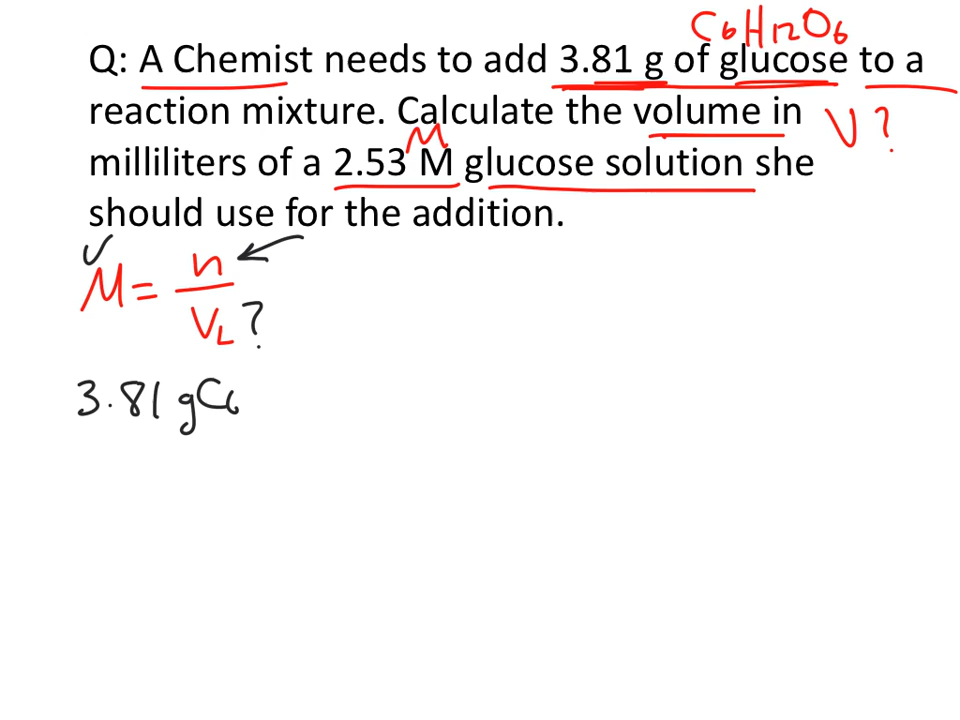 C6H12O6
Q: A Chemist needs to add 3.81 g of glucose to a
reaction mixture. Calculate the volume in
V ?
M
milliliters of a 2.53 M glucose solution she
should use for the addition.
M = n / VL ?
3.81 g C6